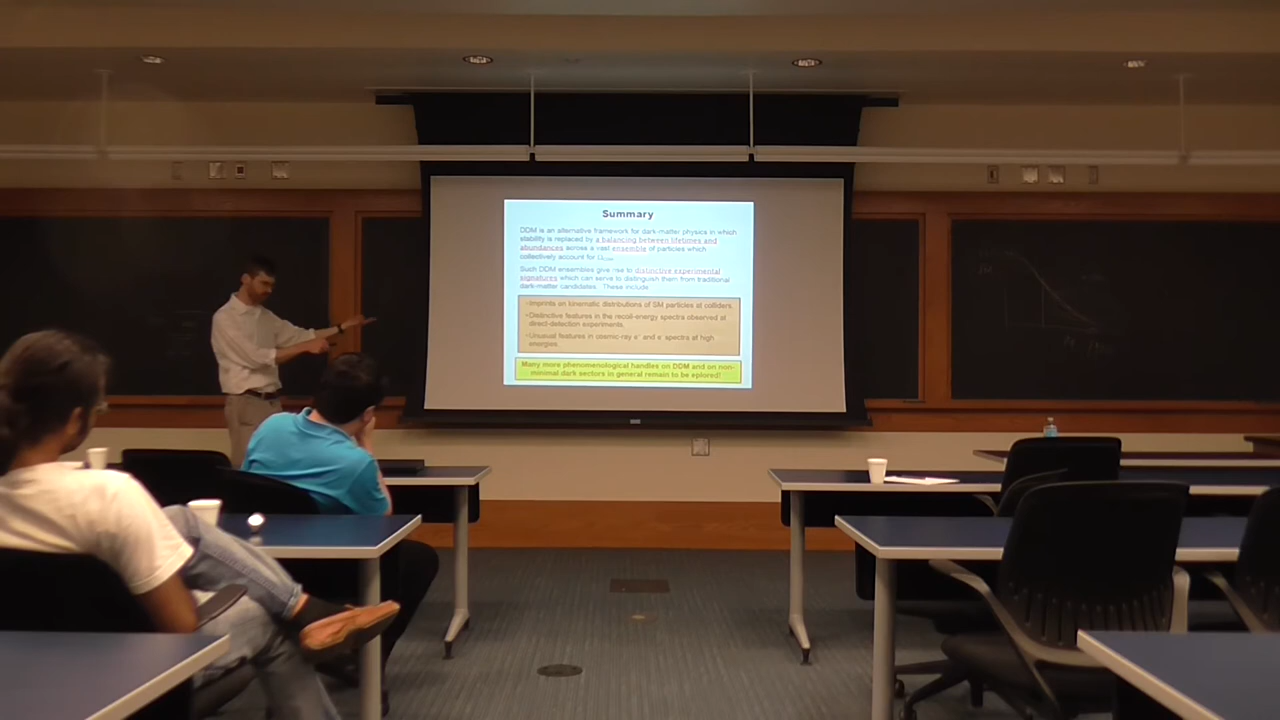 Summary
DDM is an alternative framework for dark-matter physics in which
stability is replaced by a balancing between lifetimes and
abundances across a vast ensemble of particles which
collectively account for Ω
Such DDM ensembles give rise to distinctive experimental
signatures which can serve to distinguish them from traditional
dark-matter candidates. These include:
•Imprints on kinematic distributions of SM particles at colliders.
•Distinctive features in the recoil-energy spectra observed at
direct-detection experiments.
•Unusual features in cosmic-ray e⁺ and e⁻ spectra at high
energies.
Many more phenomenological handles on DDM and on non-
minimal dark sectors in general remain to be eplored!